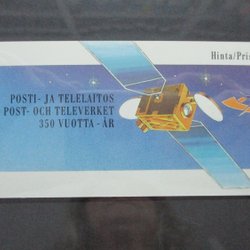 Hinta/Pris
POSTI- JA TELELAITOS
POST- OCH TELEVERKET
350 VUOTTA - ÅR